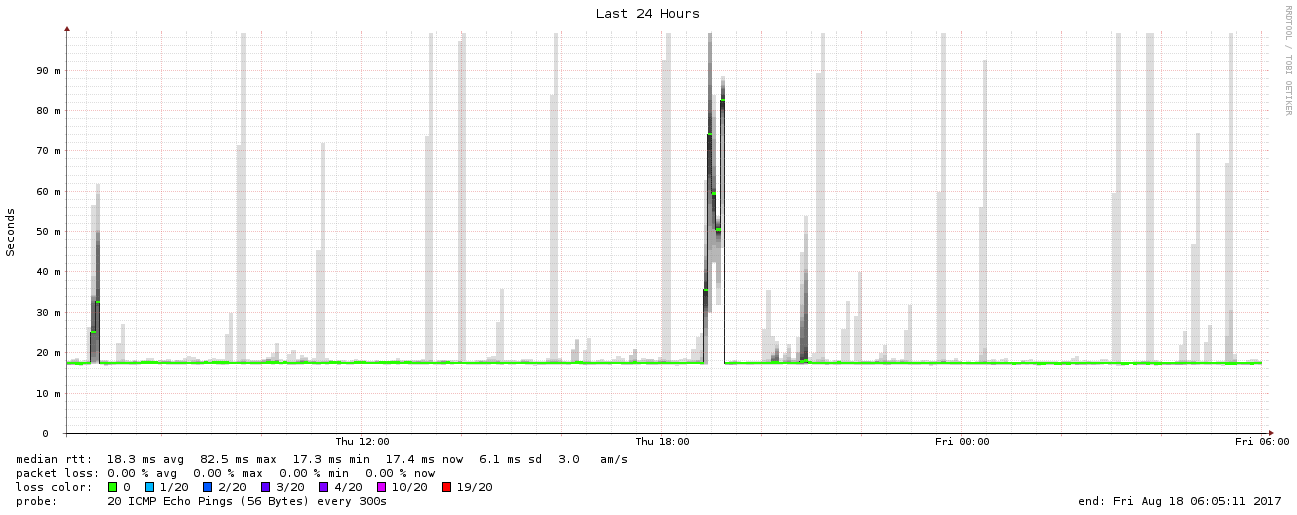 Last 24 Hours
RRDTOOL / TOBI OETIKER
Seconds
90 m
80 m
70 m
60 m
50 m
40 m
30 m
20 m
10 m
0
Thu 12:00 Thu 18:00 Fri 00:00 Fri 06:00
median rtt: 18.3 ms avg 82.5 ms max 17.3 ms min 17.4 ms now 6.1 ms sd 3.0 am/s
packet loss: 0.00 % avg 0.00 % max 0.00 % min 0.00 % now
loss color: 0 1/20 2/20 3/20 4/20 10/20 19/20
probe: 20 ICMP Echo Pings (56 Bytes) every 300s end: Fri Aug 18 06:05:11 2017